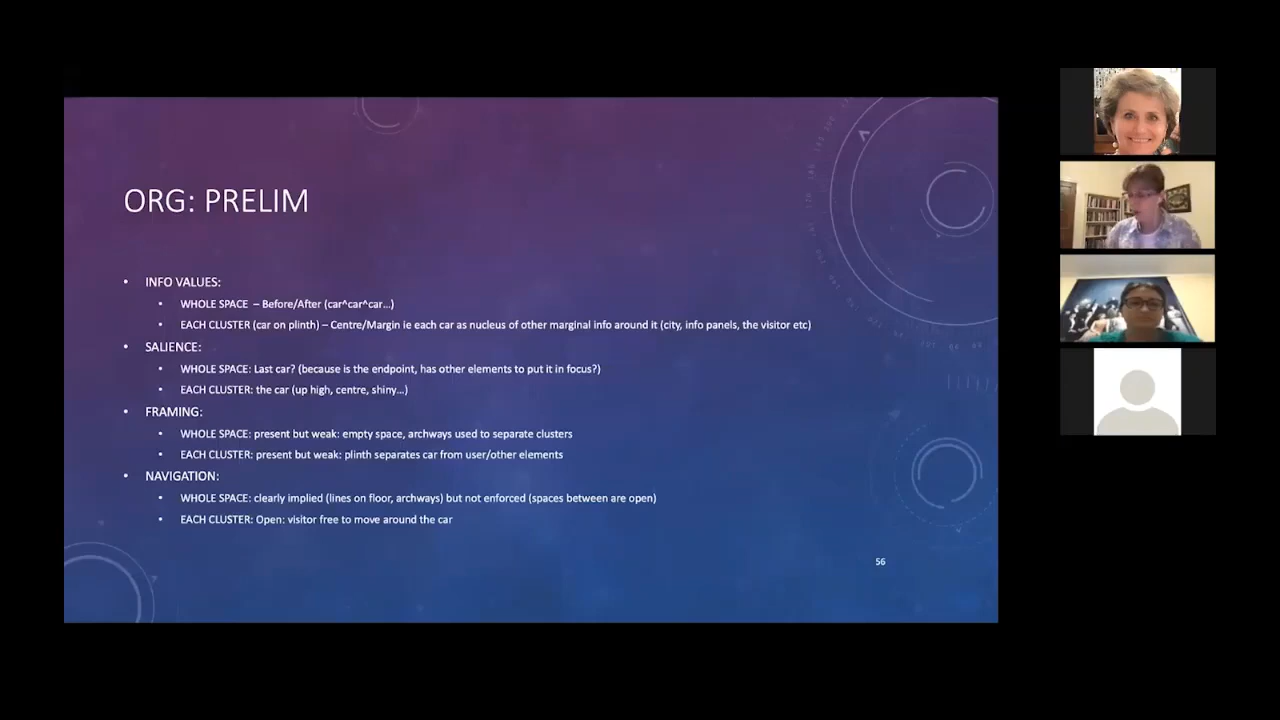 ORG: PRELIM
• INFO VALUES:
• WHOLE SPACE – Before/After (car^car^car...)
• EACH CLUSTER (car on plinth) – Centre/Margin ie each car as nucleus of other marginal info around it (city, info panels, the visitor etc)
• SALIENCE:
• WHOLE SPACE: Last car? (because is the endpoint, has other elements to put it in focus?)
• EACH CLUSTER: the car (up high, centre, shiny...)
• FRAMING:
• WHOLE SPACE: present but weak: empty space, archways used to separate clusters
• EACH CLUSTER: present but weak: plinth separates car from user/other elements
• NAVIGATION:
• WHOLE SPACE: clearly implied (lines on floor, archways) but not enforced (spaces between are open)
• EACH CLUSTER: Open: visitor free to move around the car
56